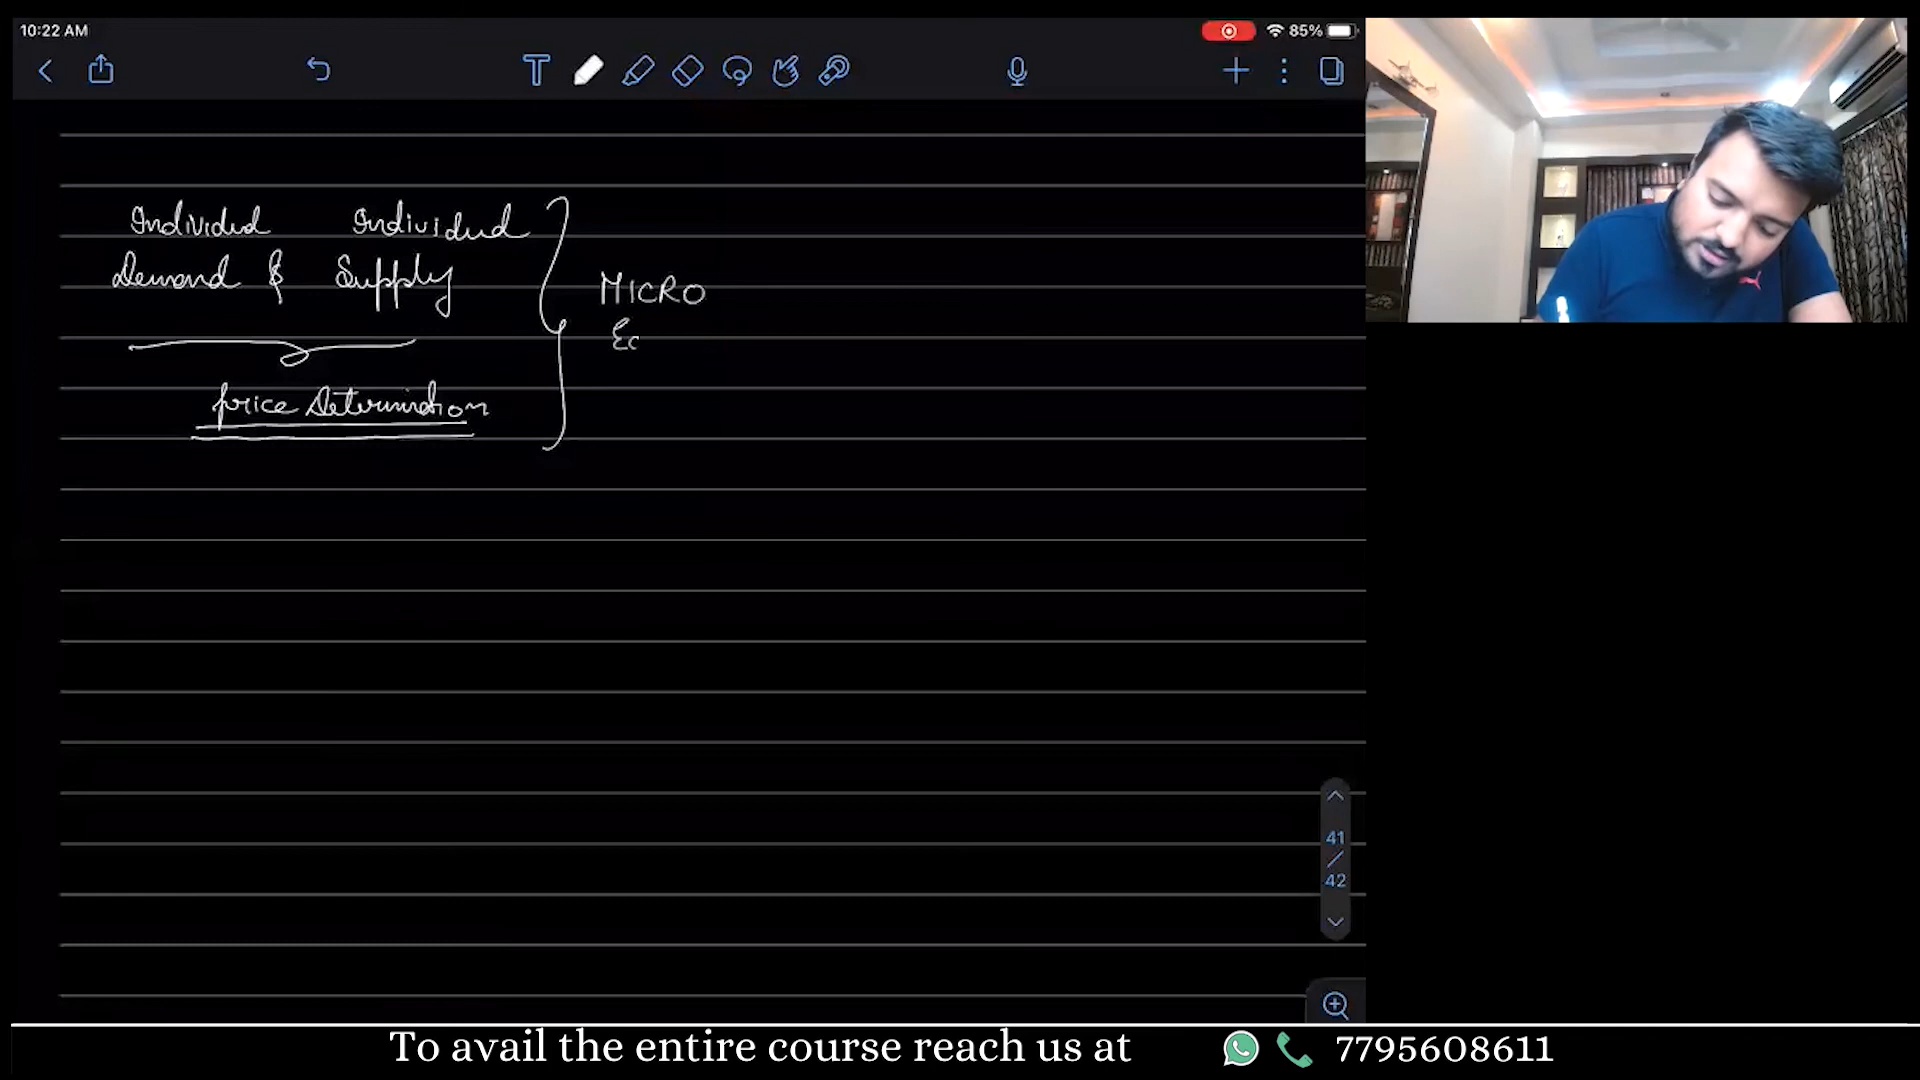 10:22 AM
85%
Individual Individual
Demand & Supply
MICRO
Ec
Price Determination
41
/
42
To avail the entire course reach us at 7795608611